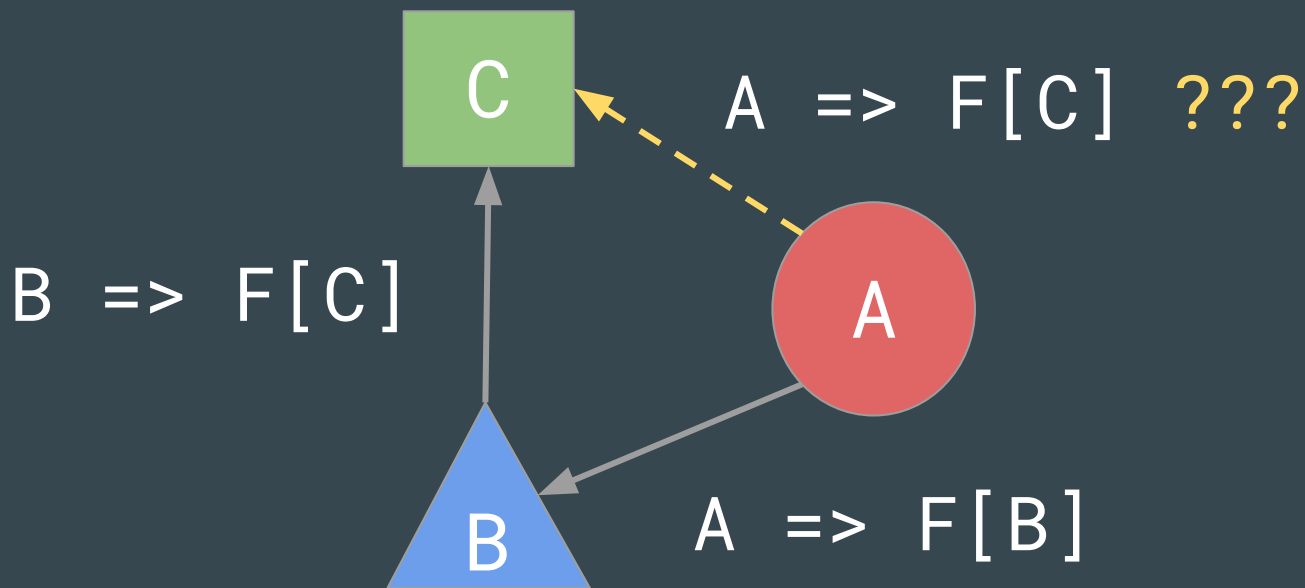 C
A => F[C] ???
B => F[C]
A
A => F[B]
B